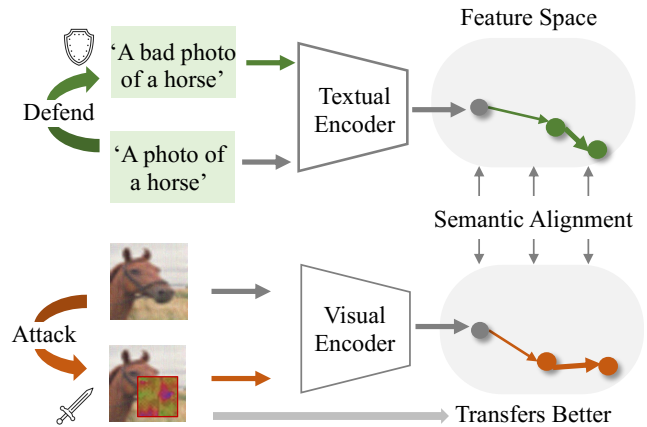 Feature Space
‘A bad photo
of a horse’
Defend
Textual
Encoder
‘A photo of
a horse’
Semantic Alignment
Attack
Visual
Encoder
Transfers Better